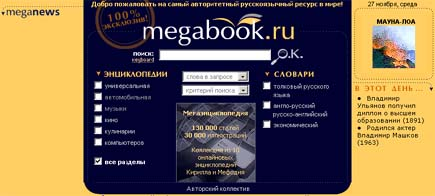 meganews
Добро пожаловать на самый авторитетный русскоязычный ресурс в мире!
27 ноября, среда
100%
ЭКСКЛЮЗИВ!
megabook.ru
МАУНА-ЛОА
поиск:
keyboard
O.K.
ЭНЦИКЛОПЕДИИ
слова в запросе
СЛОВАРИ
универсальная
автомобильная
музыки
кино
кулинарии
компьютеров
все разделы
критерий поиска
толковый русского
языка
англо-русский
русско-английский
экономический
Мегаэнциклопедия
130 000 статей
30 000 иллюстраций
Коллекция из 10
онлайновых
энциклопедий
Кирилла и Мефодия
В ЭТОТ ДЕНЬ ...
Владимир
Ульянов получил
диплом о высшем
образовании (1891)
Родился актер
Владимир Машков
(1963)
Авторский коллектив